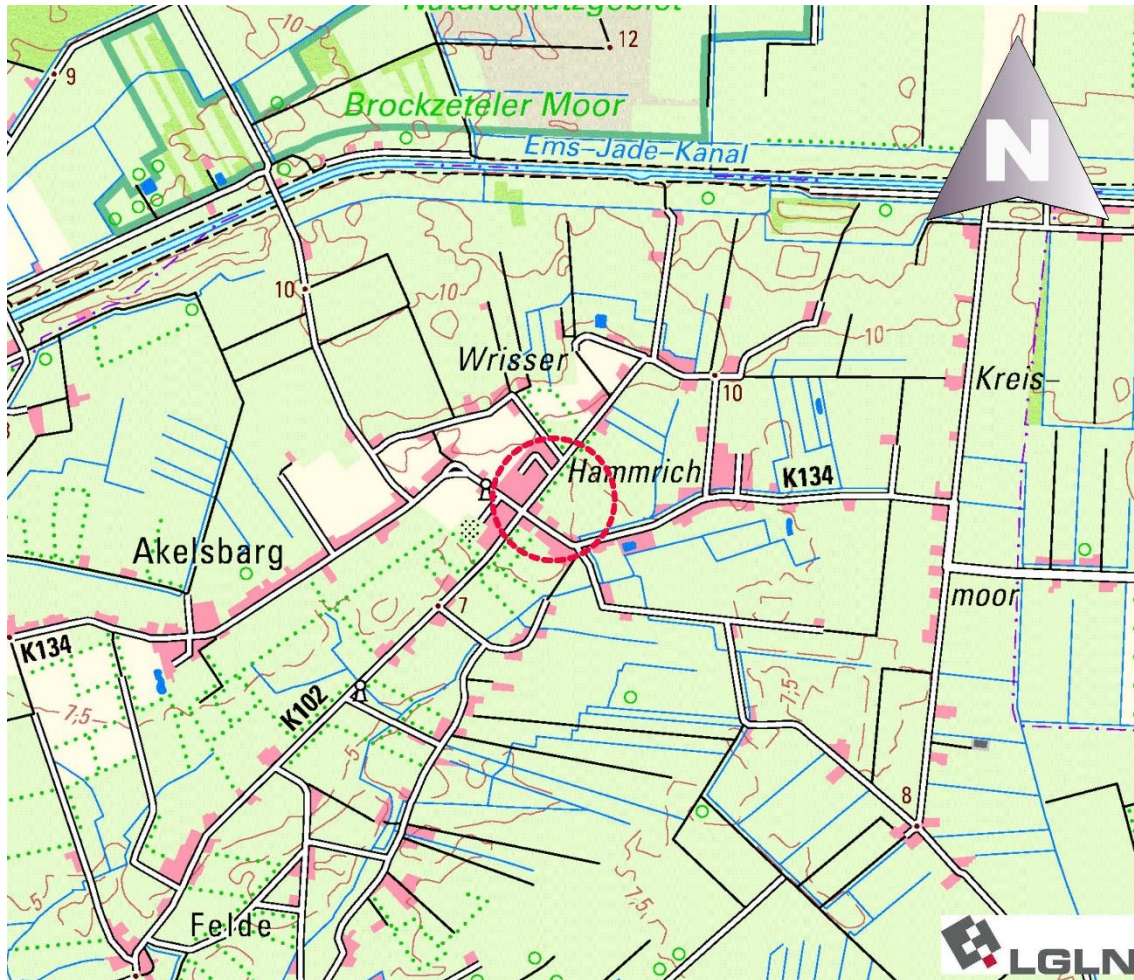 Naturschutzgebiet
10
12
9
Brockzeteler Moor
Ems-Jade-Kanal
N
10
10
10
Wrisser
10
Kreis-
Hammrich
K134
Akelsbarg
7
moor
K134
7,5
K102
7,5
5
8
7,5
5
Felde
LGLN